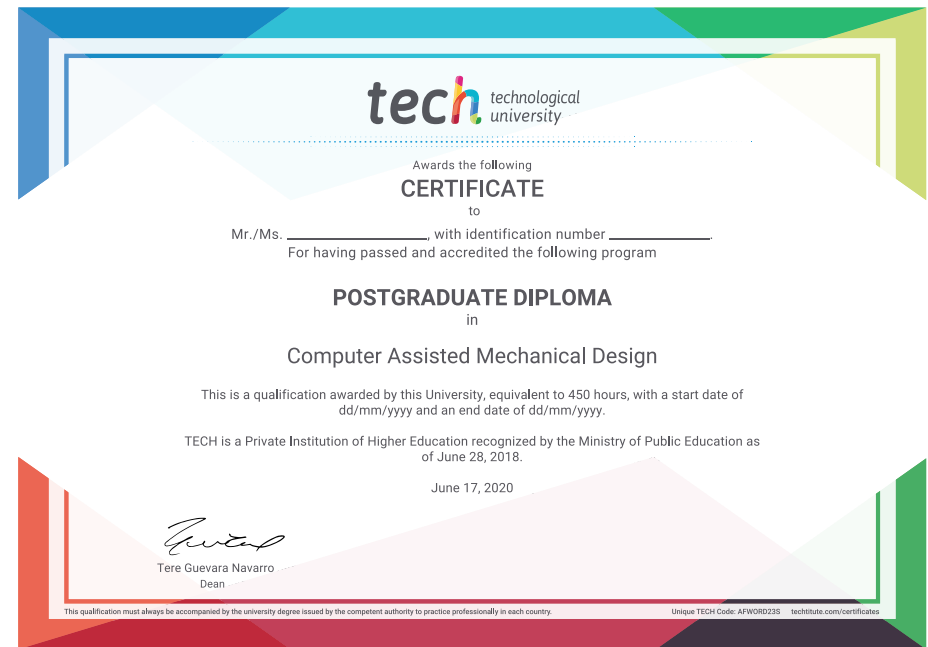 tech technological
university
Awards the following
CERTIFICATE
to
Mr./Ms. ____________________, with identification number ______________.
For having passed and accredited the following program
POSTGRADUATE DIPLOMA
in
Computer Assisted Mechanical Design
This is a qualification awarded by this University, equivalent to 450 hours, with a start date of
dd/mm/yyyy and an end date of dd/mm/yyyy.
TECH is a Private Institution of Higher Education recognized by the Ministry of Public Education as
of June 28, 2018.
June 17, 2020
Tere Guevara Navarro
Dean
This qualification must always be accompanied by the university degree issued by the competent authority to practice professionally in each country. Unique TECH Code: AFWORD23S techtitute.com/certificates